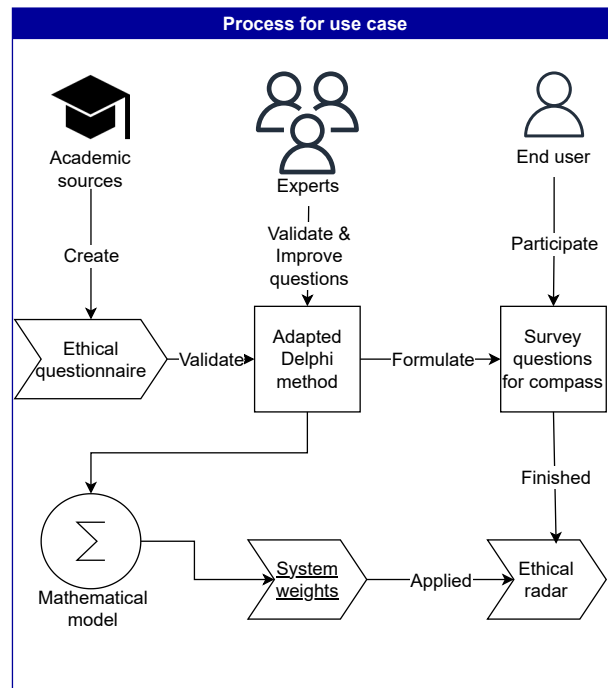 Process for use case
Academic
sources
Experts
End user
Create
Validate &
Improve
questions
Participate
Ethical
questionnaire
Validate
Adapted
Delphi
method
Formulate
Survey
questions
for compass
Finished
Σ
Mathematical
model
System
weights
Applied
Ethical
radar